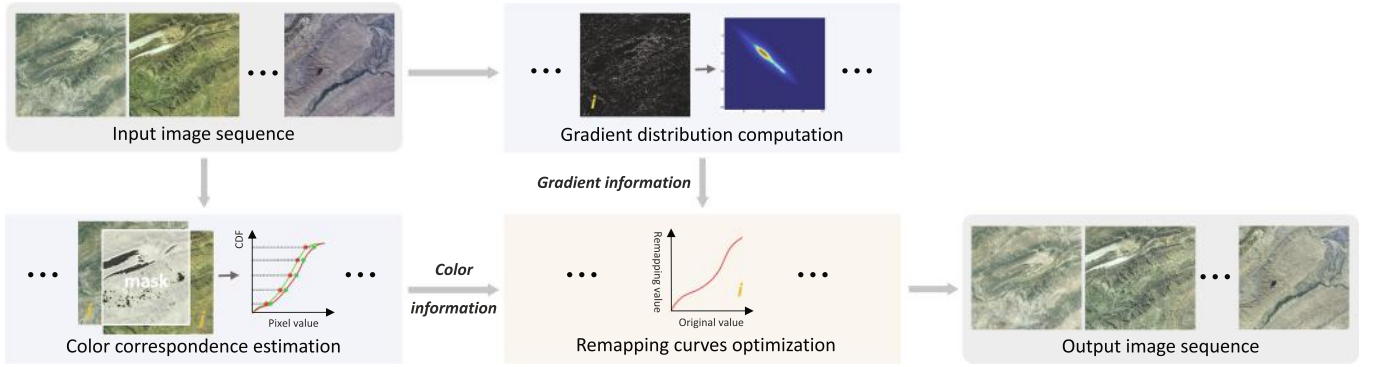 Input image sequence
i
Gradient distribution computation
Gradient information
mask
i
i
CDF
Pixel value
Color correspondence estimation
Color
information
Remapping value
i
Original value
Remapping curves optimization
Output image sequence